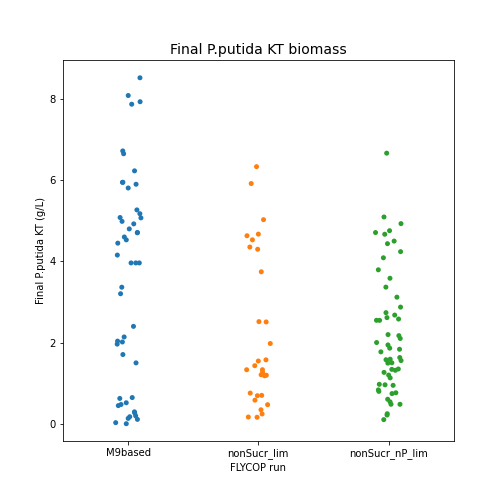 Final P.putida KT biomass
Final P.putida KT (g/L)
8
6
4
2
0
M9based
nonSucr_lim
nonSucr_nP_lim
FLYCOP run